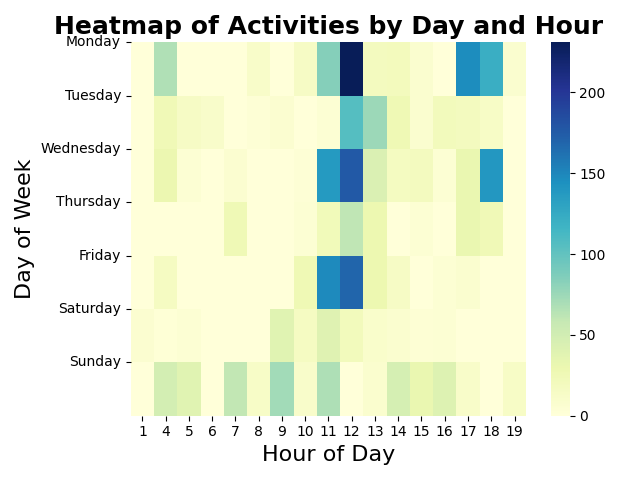 Heatmap of Activities by Day and Hour
Monday
Tuesday
Wednesday
Thursday
Friday
Saturday
Sunday
Day of Week
1 4 5 6 7 8 9 10 11 12 13 14 15 16 17 18 19
Hour of Day
200
150
100
50
0